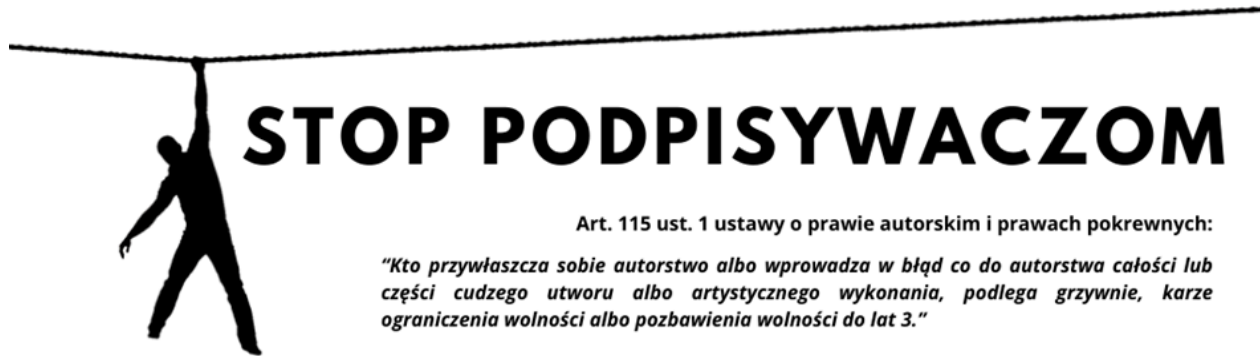 STOP PODPISYWACZOM
Art. 115 ust. 1 ustawy o prawie autorskim i prawach pokrewnych:
“Kto przywłaszcza sobie autorstwo albo wprowadza w błąd co do autorstwa całości lub
części cudzego utworu albo artystycznego wykonania, podlega grzywnie, karze
ograniczenia wolności albo pozbawienia wolności do lat 3.”